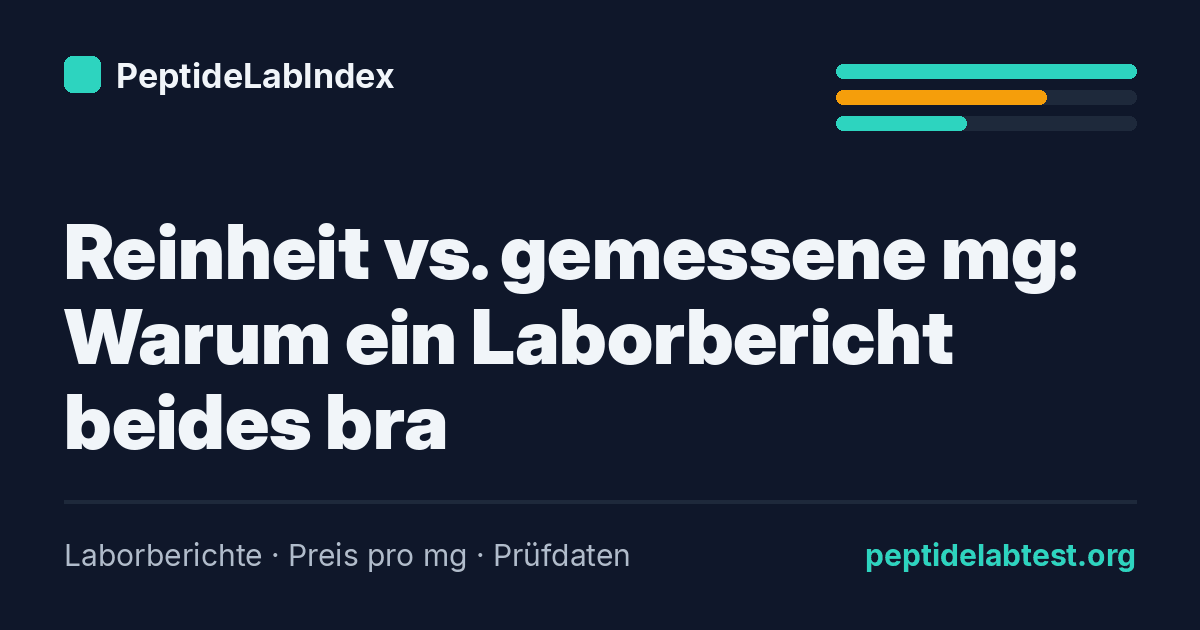 PeptideLabIndex
Reinheit vs. gemessene mg:
Warum ein Laborbericht
beides bra
Laborberichte · Preis pro mg · Prüfdaten
peptidelabtest.org